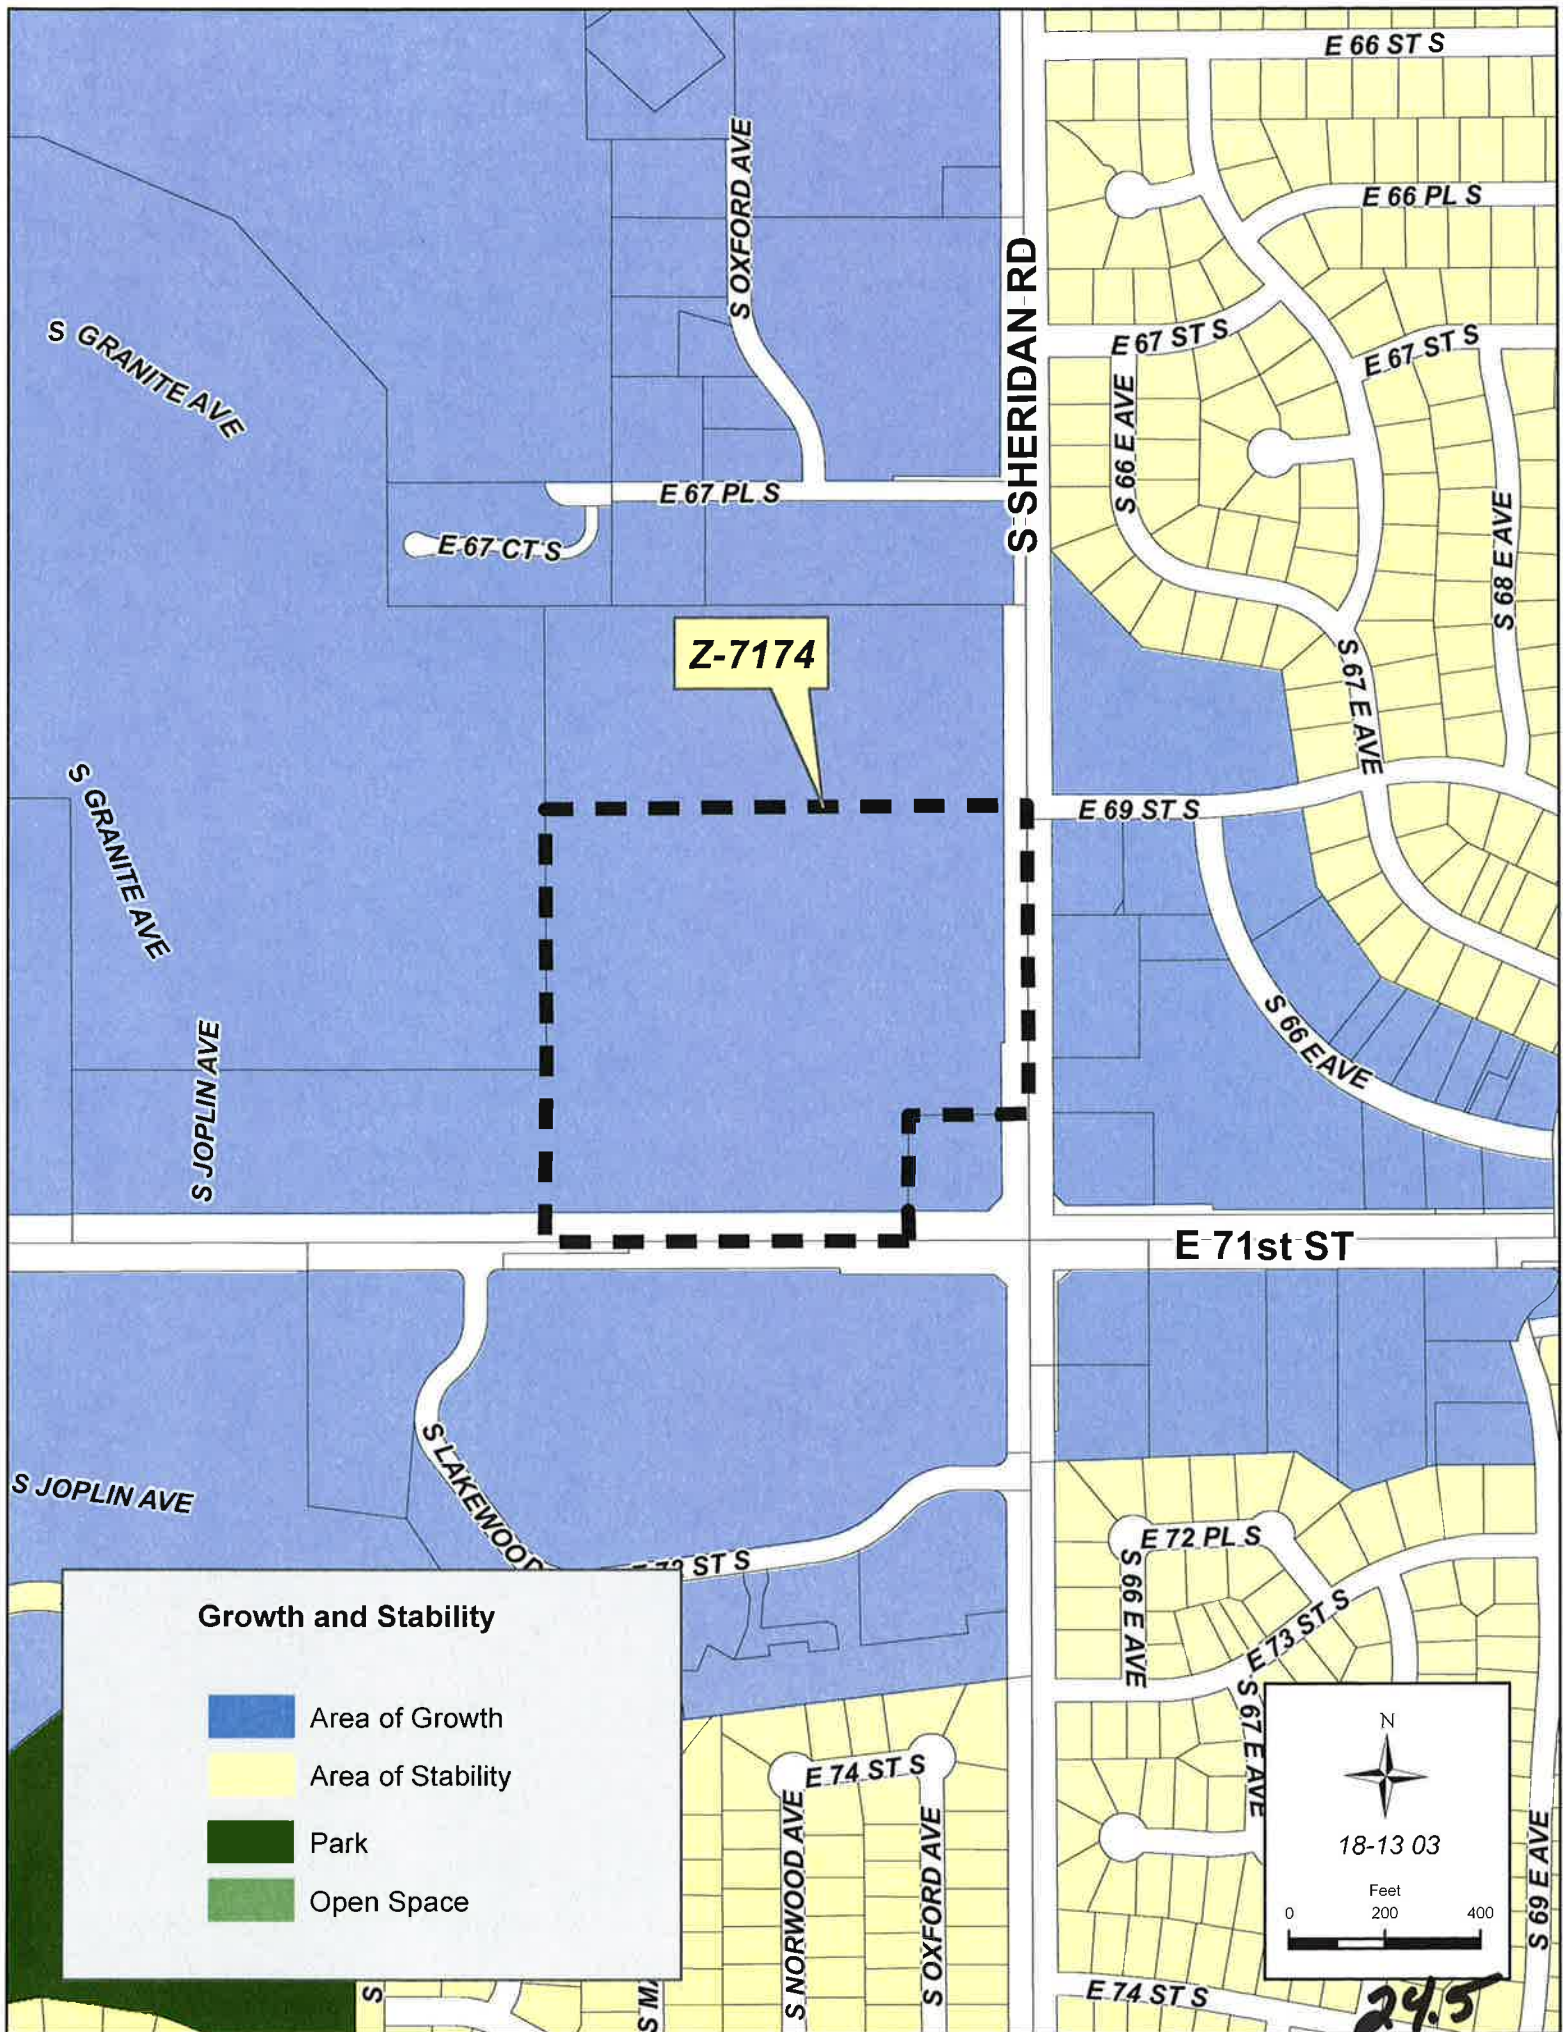 E 66 ST S
S OXFORD AVE
E 66 PL S
S SHERIDAN RD
S GRANITE AVE
E 67 ST S
E 67 ST S
S 66 E AVE
E 67 PL S
S 68 E AVE
E 67 CT S
Z-7174
S 67 E AVE
S GRANITE AVE
E 69 ST S
S JOPLIN AVE
S 66 E AVE
E 71st ST
S JOPLIN AVE
S LAKEWOOD
ST S
E 72 PL S
S 66 E AVE
E 73 ST S
S 67 E AVE
Growth and Stability
Area of Growth
Area of Stability
Park
Open Space
E 74 ST S
S NORWOOD AVE
S OXFORD AVE
N
18-13 03
Feet
0 200 400
S 69 E AVE
S
E 74 ST S
24.5